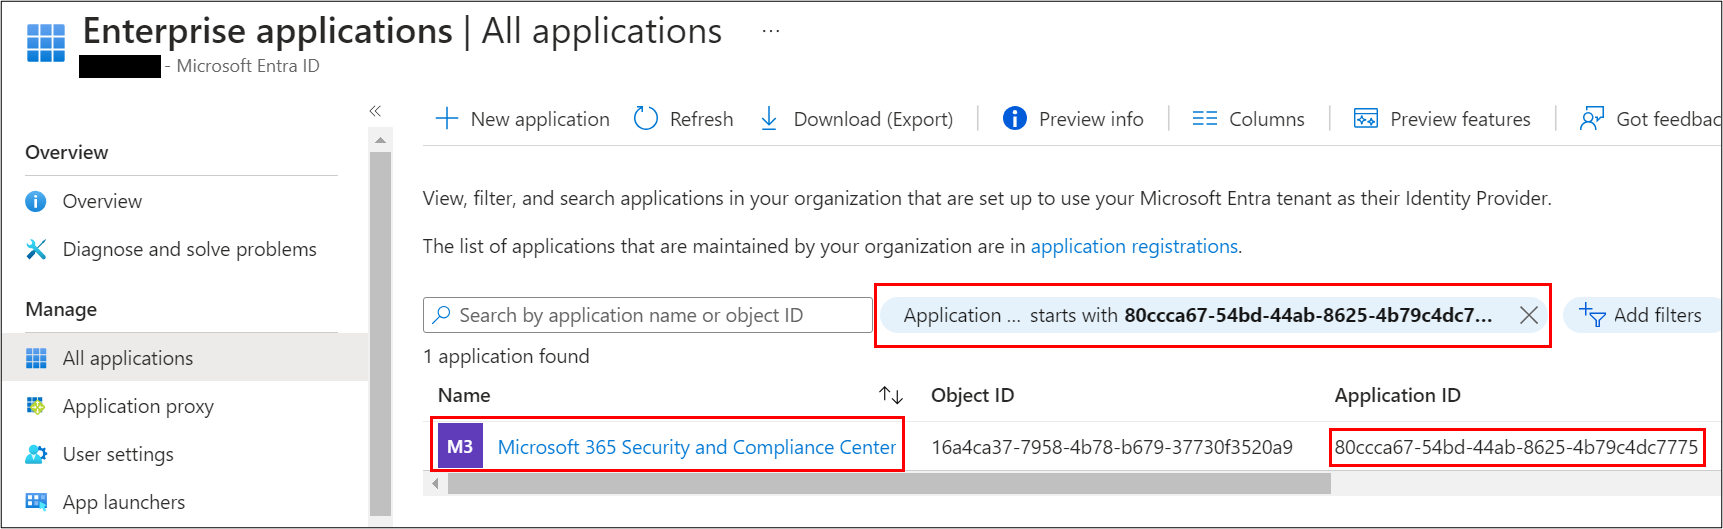 Enterprise applications | All applications ...
- Microsoft Entra ID
«
Overview
Overview
Diagnose and solve problems
Manage
All applications
Application proxy
User settings
App launchers
New application Refresh Download (Export) Preview info Columns Preview features Got feedbac
View, filter, and search applications in your organization that are set up to use your Microsoft Entra tenant as their Identity Provider.
The list of applications that are maintained by your organization are in application registrations.
Search by application name or object ID Application ... starts with 80ccca67-54bd-44ab-8625-4b79c4dc7... Add filters
1 application found
Name Object ID Application ID
M3 Microsoft 365 Security and Compliance Center 16a4ca37-7958-4b78-b679-37730f3520a9 80ccca67-54bd-44ab-8625-4b79c4dc7775